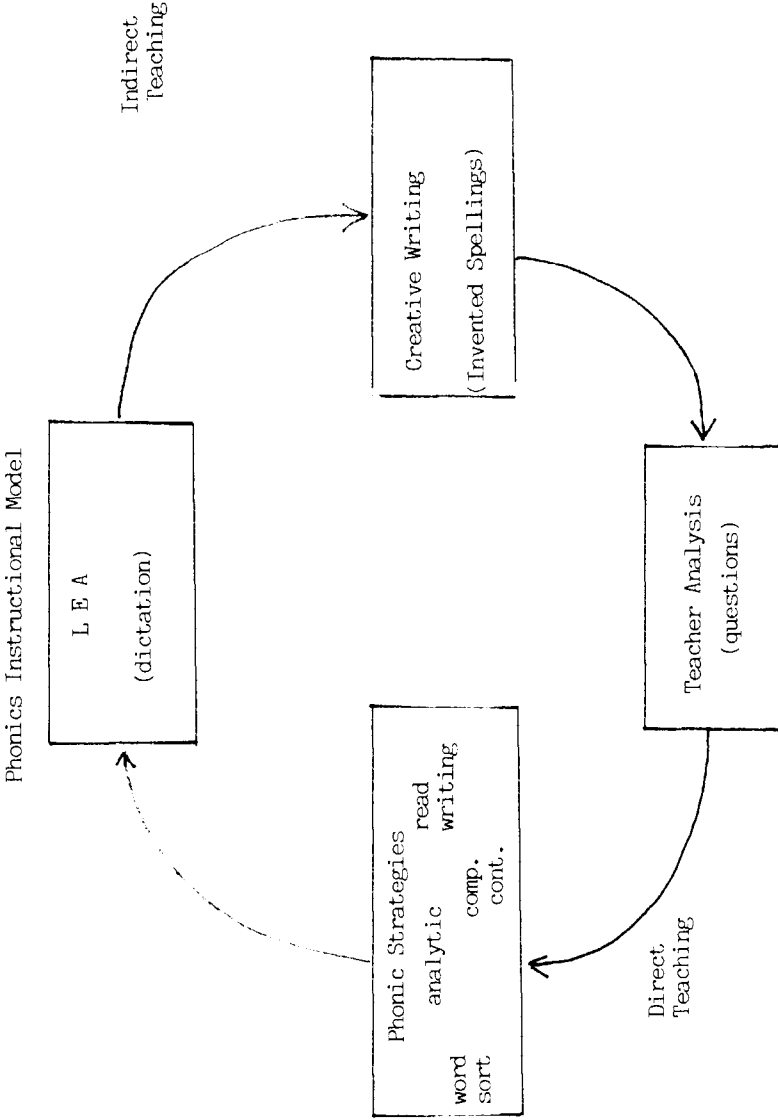 Phonics Instructional Model
L E A
(dictation)
Indirect
Teaching
Creative Writing
(Invented Spellings)
Teacher Analysis
(questions)
Direct
Teaching
Phonic Strategies
analytic
read
writing
word
sort
comp.
cont.